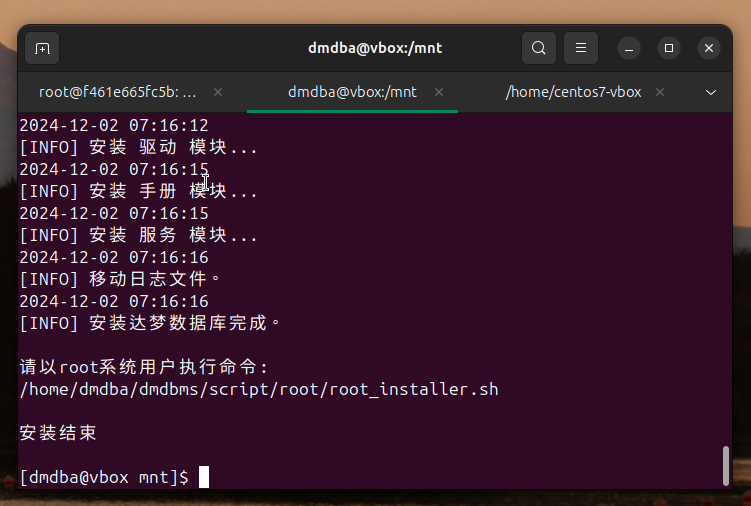 dmdba@vbox:/mnt
root@f461e665fc5b: ...
dmdba@vbox:/mnt
/home/centos7-vbox
2024-12-02 07:16:12
[INFO] 安装 驱动 模块...
2024-12-02 07:16:15
[INFO] 安装 手册 模块...
2024-12-02 07:16:15
[INFO] 安装 服务 模块...
2024-12-02 07:16:16
[INFO] 移动日志文件。
2024-12-02 07:16:16
[INFO] 安装达梦数据库完成。
请以root系统用户执行命令:
/home/dmdba/dmdbms/script/root/root_installer.sh
安装结束
[dmdba@vbox mnt]$